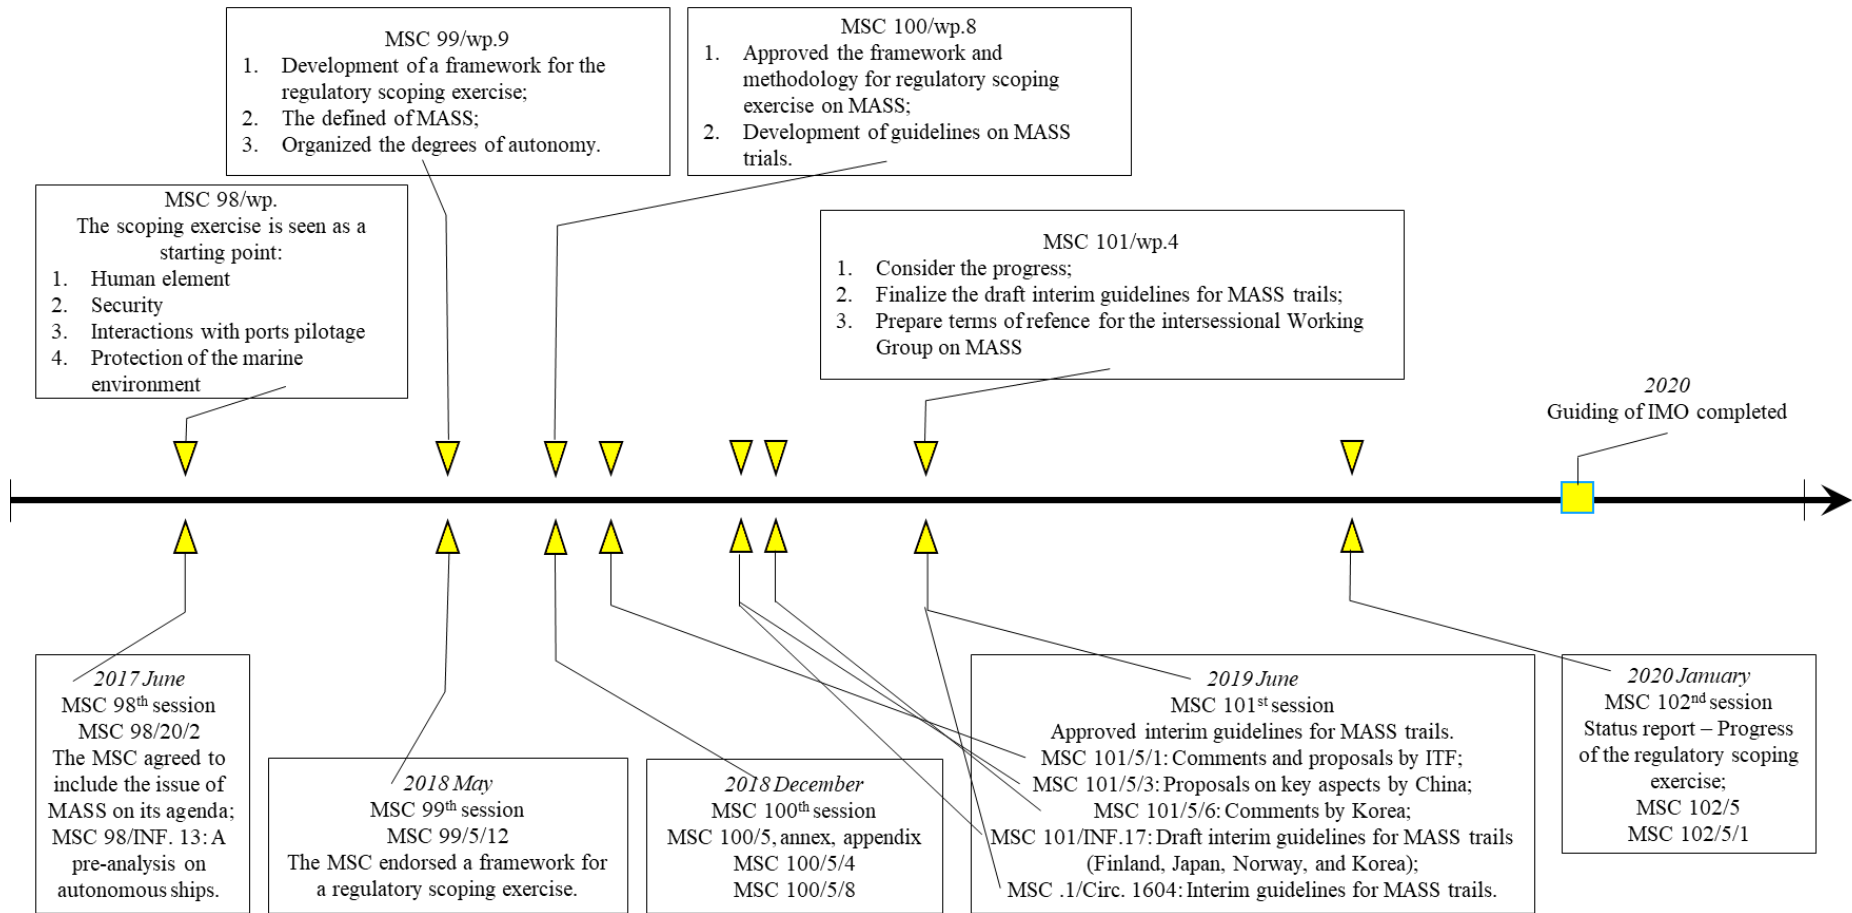 MSC 99/wp.9
1. Development of a framework for the
regulatory scoping exercise;
2. The defined of MASS;
3. Organized the degrees of autonomy.
MSC 100/wp.8
1. Approved the framework and
methodology for regulatory scoping
exercise on MASS;
2. Development of guidelines on MASS
trials.
MSC 98/wp.
The scoping exercise is seen as a
starting point:
1. Human element
2. Security
3. Interactions with ports pilotage
4. Protection of the marine
environment
MSC 101/wp.4
1. Consider the progress;
2. Finalize the draft interim guidelines for MASS trails;
3. Prepare terms of refence for the intersessional Working
Group on MASS
2020
Guiding of IMO completed
2017 June
MSC 98th session
MSC 98/20/2
The MSC agreed to
include the issue of
MASS on its agenda;
MSC 98/INF. 13: A
pre-analysis on
autonomous ships.
2018 May
MSC 99th session
MSC 99/5/12
The MSC endorsed a framework for
a regulatory scoping exercise.
2018 December
MSC 100th session
MSC 100/5, annex, appendix
MSC 100/5/4
MSC 100/5/8
2019 June
MSC 101st session
Approved interim guidelines for MASS trails.
MSC 101/5/1: Comments and proposals by ITF;
MSC 101/5/3: Proposals on key aspects by China;
MSC 101/5/6: Comments by Korea;
MSC 101/INF.17: Draft interim guidelines for MASS trails
(Finland, Japan, Norway, and Korea);
MSC .1/Circ. 1604: Interim guidelines for MASS trails.
2020 January
MSC 102nd session
Status report – Progress
of the regulatory scoping
exercise;
MSC 102/5
MSC 102/5/1